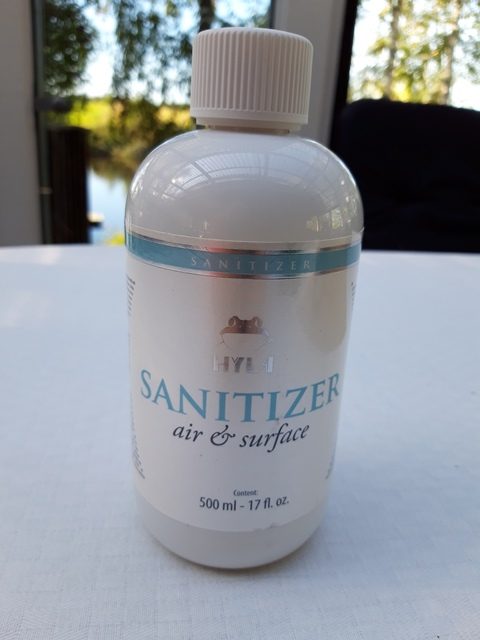 SANITIZER
HYLA
SANITIZER
air & surface
Content:
500 ml - 17 fl. oz.